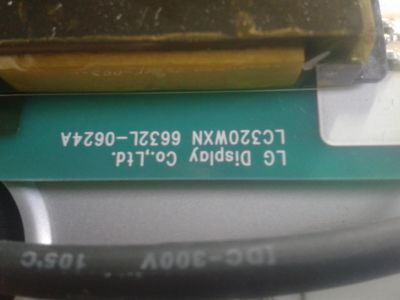 LG Display Co.,Ltd.
LC320WXN 6632L-0624A
DC-300V 105°C